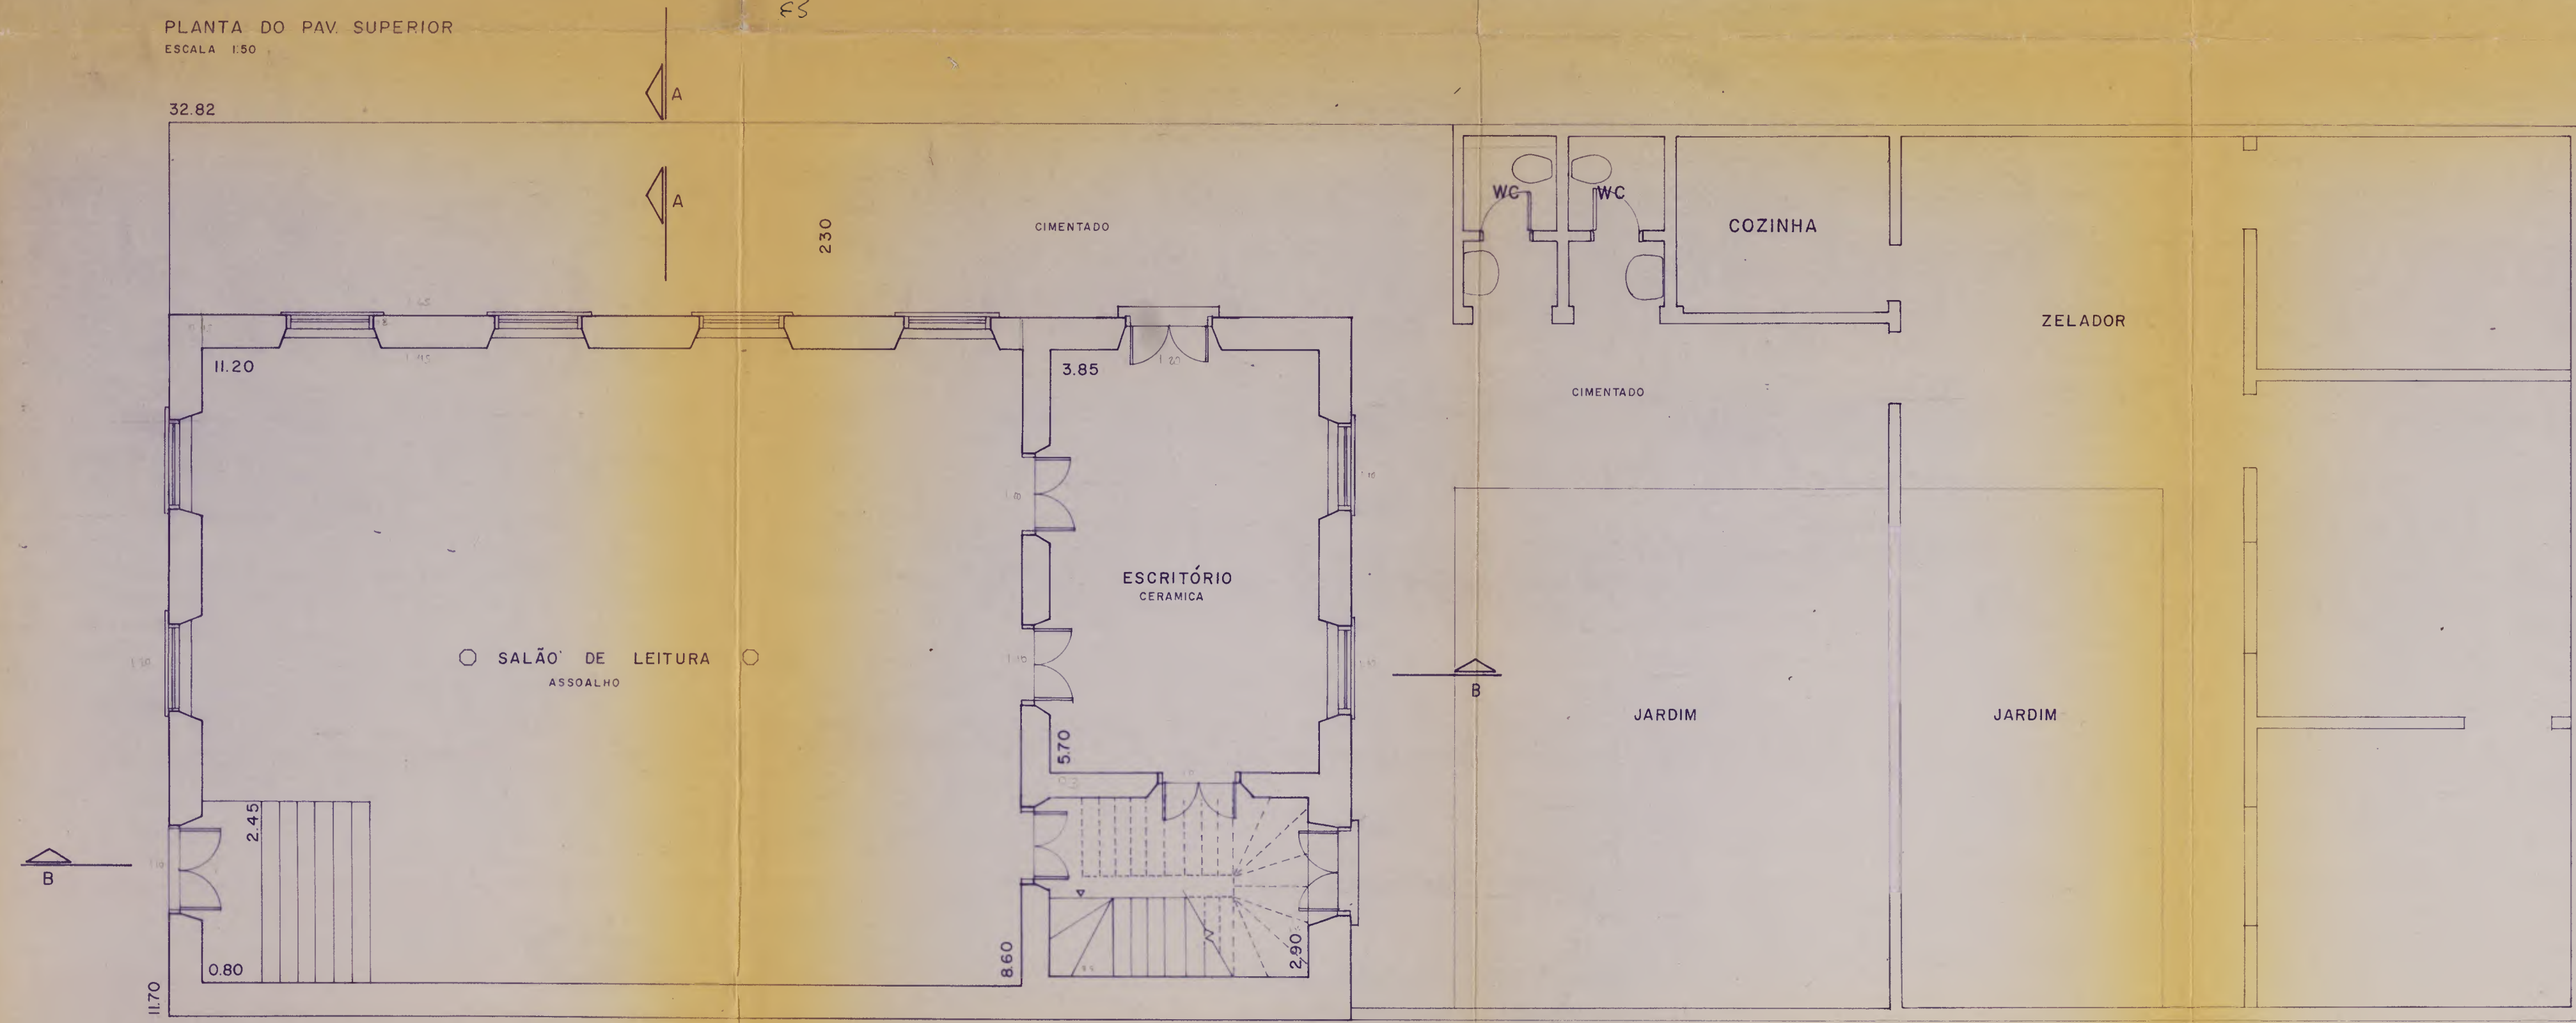 PLANTA DO PAV. SUPERIOR
ESCALA 1:50
A
32.82
A
230
CIMENTADO
WC
WC
COZINHA
ZELADOR
11.20
3.85
CIMENTADO
ESCRITÓRIO
CERAMICA
SALÃO DE LEITURA
ASSOALHO
B
JARDIM
JARDIM
5.70
2.45
B
0.80
8.60
2.90
11.70